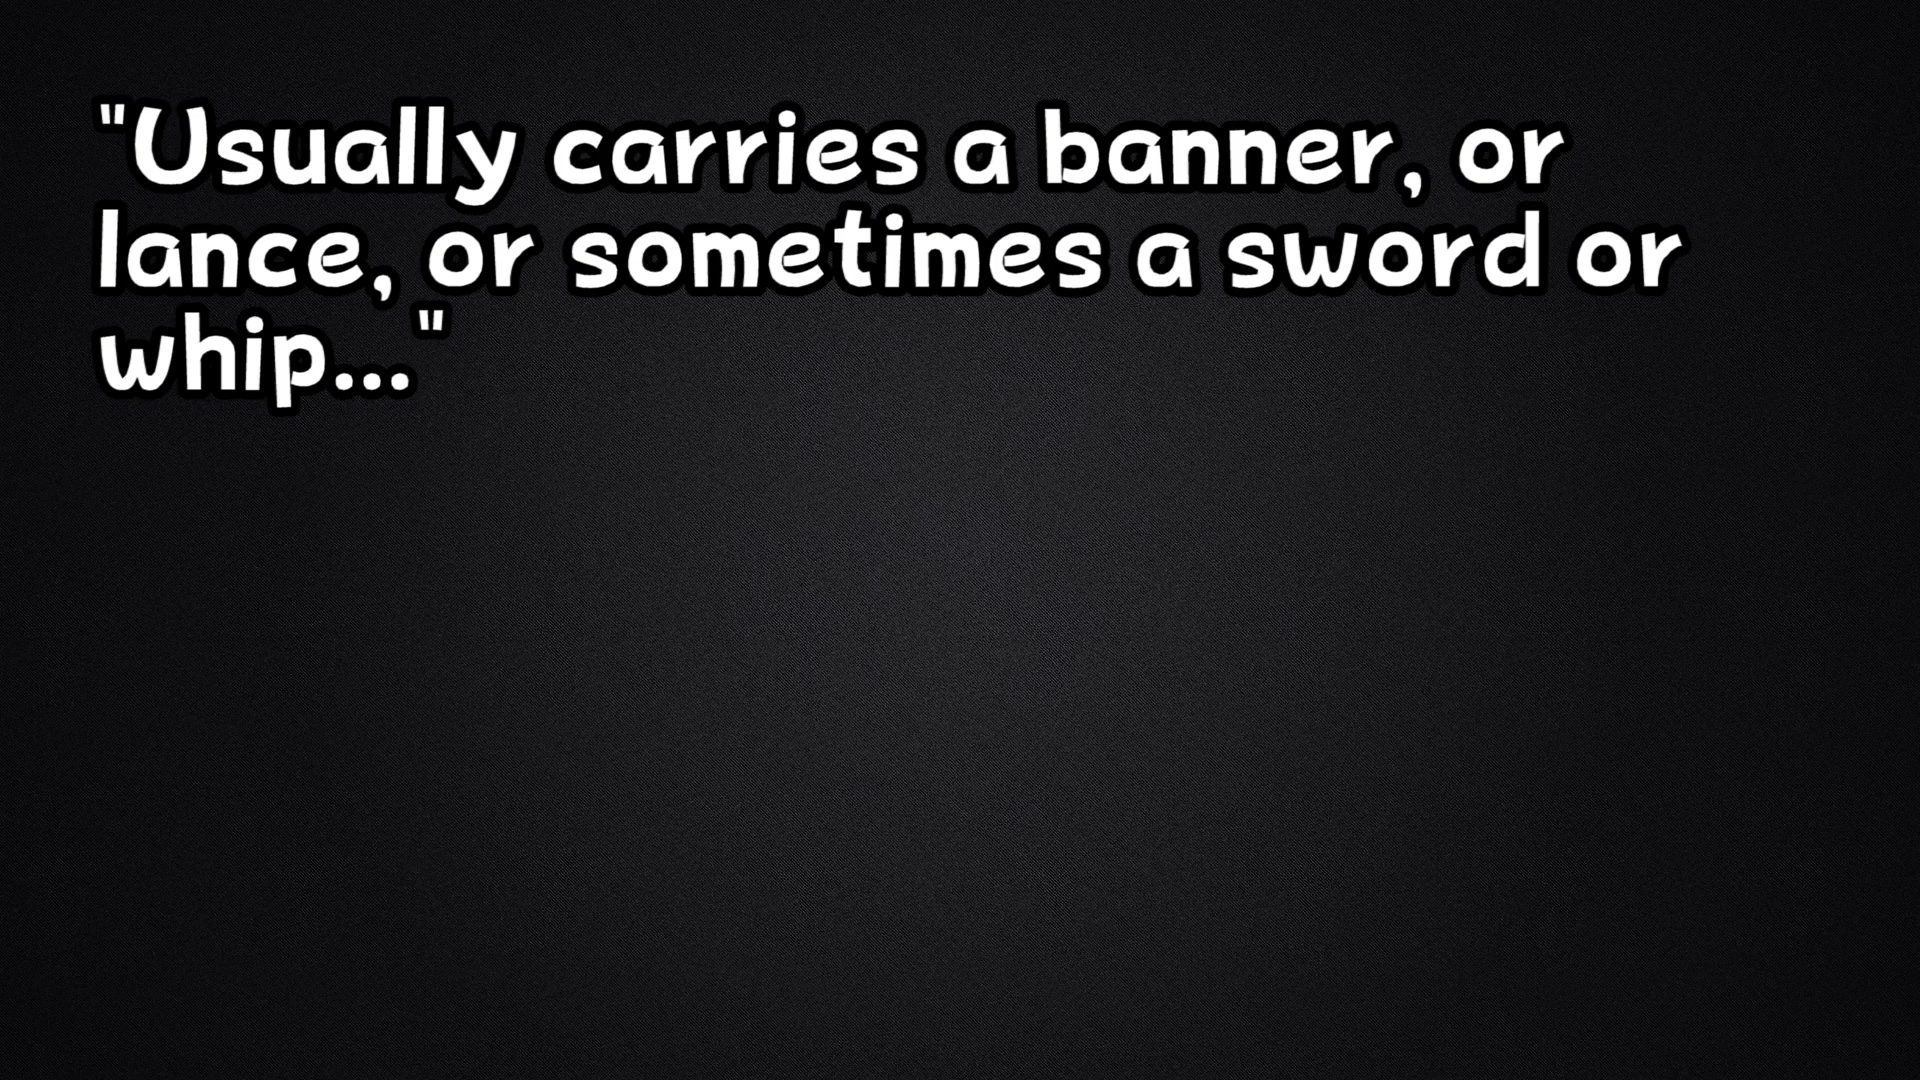 "Usually carries a banner, or
lance, or sometimes a sword or
whip..."